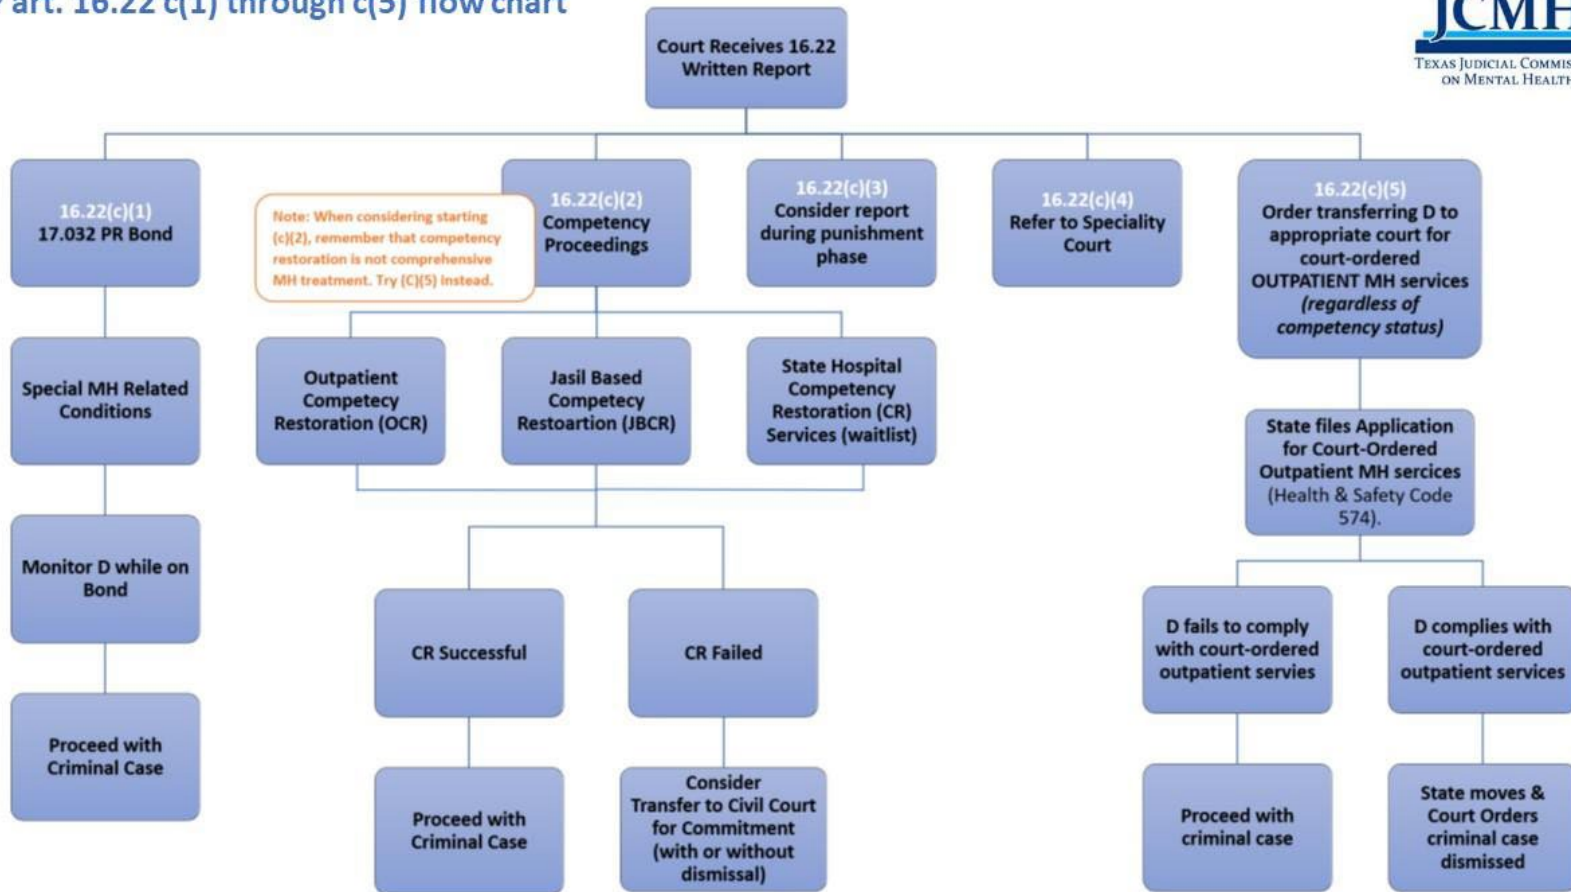 art. 16.22 c(1) through c(5) flow chart
JCMH
TEXAS JUDICIAL COMMIS
ON MENTAL HEALTH
Court Receives 16.22
Written Report
16.22(c)(1)
17.032 PR Bond
Note: When considering starting
(c)(2), remember that competency
restoration is not comprehensive
MH treatment. Try (C)(5) instead.
16.22(c)(2)
Competency
Proceedings
16.22(c)(3)
Consider report
during punishment
phase
16.22(c)(4)
Refer to Speciality
Court
16.22(c)(5)
Order transferring D to
appropriate court for
court-ordered
OUTPATIENT MH services
(regardless of
competency status)
Special MH Related
Conditions
Outpatient
Competecy
Restoration (OCR)
Jasil Based
Competecy
Restoartion (JBCR)
State Hospital
Competency
Restoration (CR)
Services (waitlist)
State files Application
for Court-Ordered
Outpatient MH sercices
(Health & Safety Code
574).
Monitor D while on
Bond
CR Successful
CR Failed
D fails to comply
with court-ordered
outpatient servies
D complies with
court-ordered
outpatient services
Proceed with
Criminal Case
Proceed with
Criminal Case
Consider
Transfer to Civil Court
for Commitment
(with or without
dismissal)
Proceed with
criminal case
State moves &
Court Orders
criminal case
dismissed